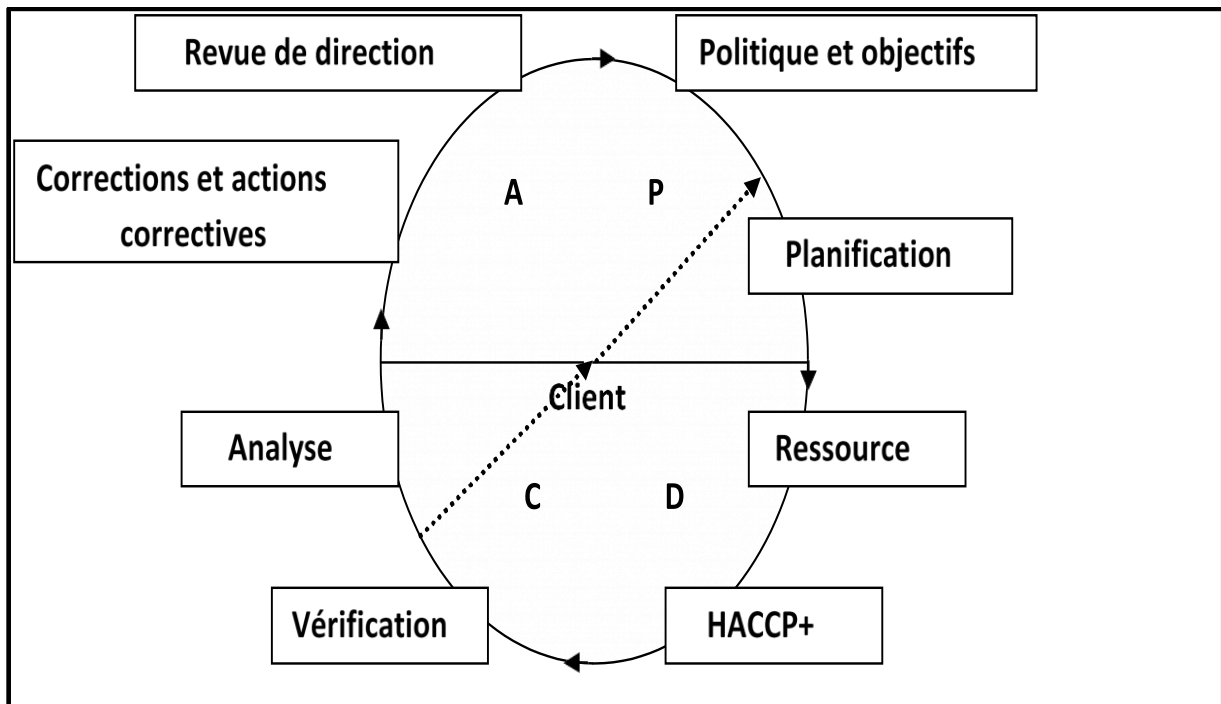 Revue de direction
Politique et objectifs
Corrections et actions
correctives
A
P
Planification
Client
Analyse
Ressource
C
D
Vérification
HACCP+